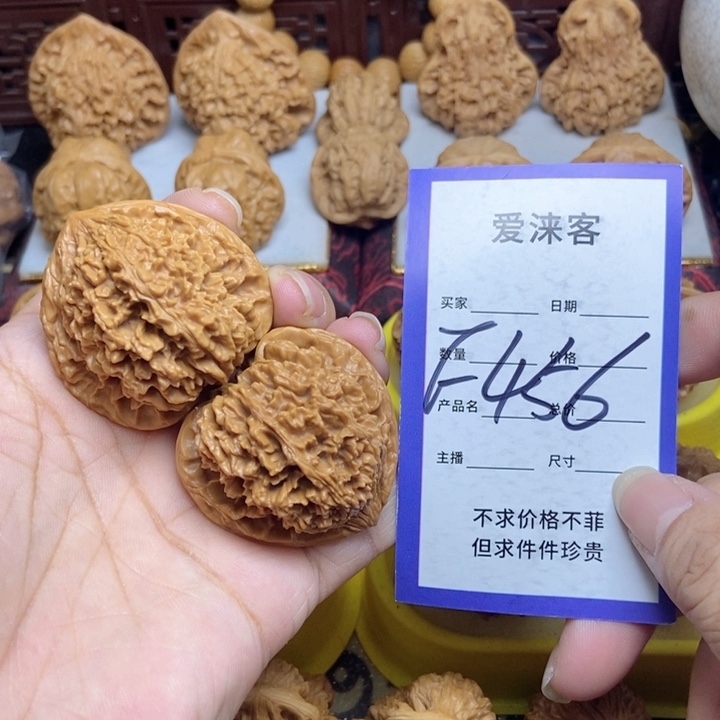 爱涞客
买家 日期
数量 价格
F-456
产品名 总价
主播 尺寸
不求价格不菲
但求件件珍贵